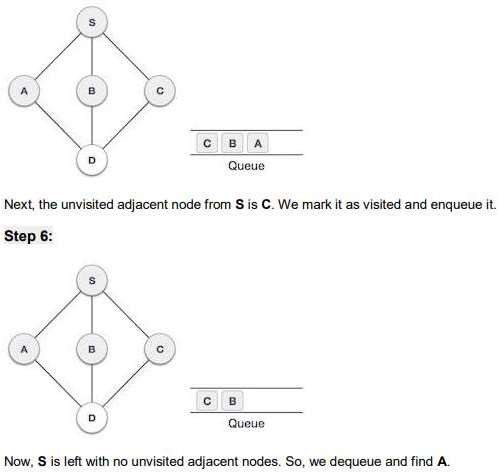 S
A B C
D
C B A
Queue
Next, the unvisited adjacent node from S is C. We mark it as visited and enqueue it.
Step 6:
S
A B C
D
C B
Queue
Now, S is left with no unvisited adjacent nodes. So, we dequeue and find A.